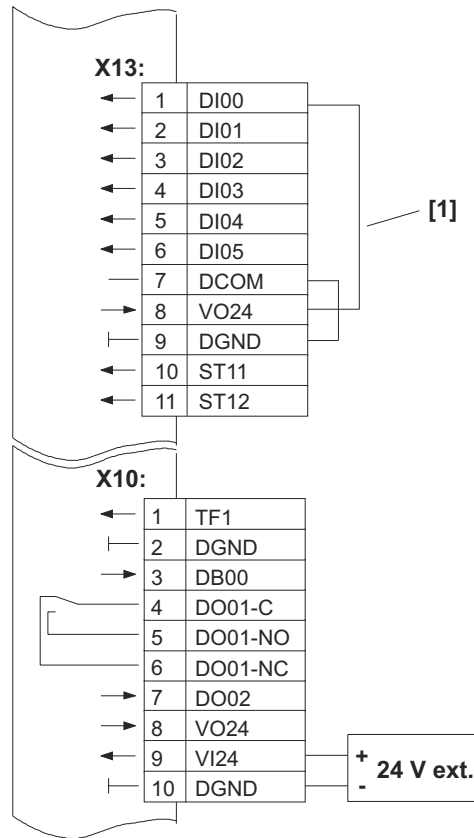 X13:
1 DI00
2 DI01
3 DI02
4 DI03
5 DI04
6 DI05
7 DCOM
8 VO24
9 DGND
10 ST11
11 ST12
[1]
X10:
1 TF1
2 DGND
3 DB00
4 DO01-C
5 DO01-NO
6 DO01-NC
7 DO02
8 VO24
9 VI24
10 DGND
+
24 V ext.
-